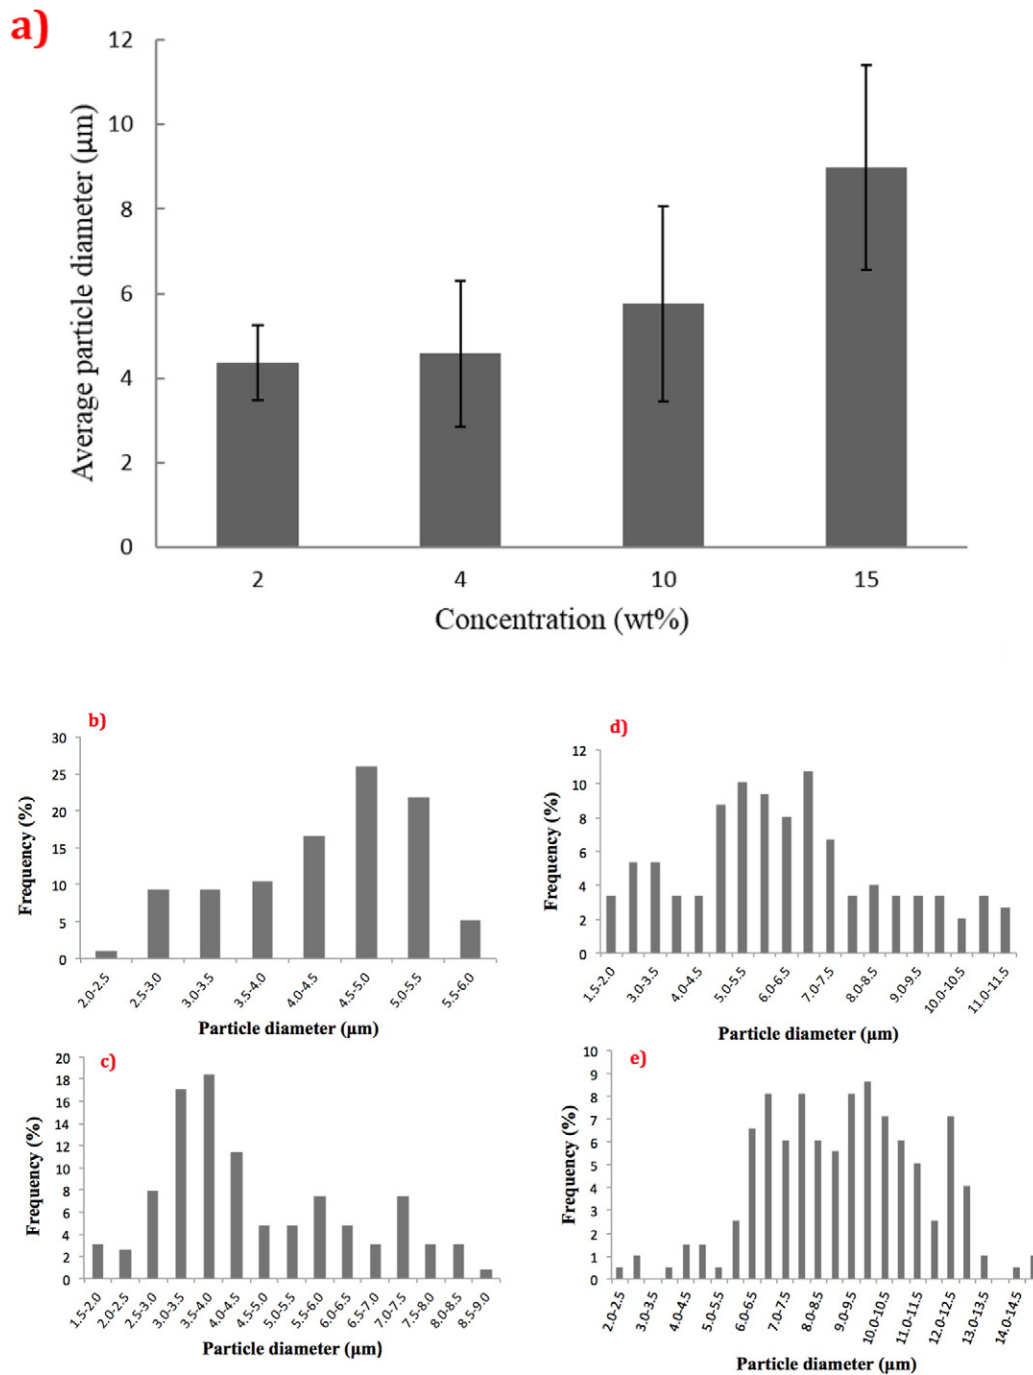 a)
12
10
8
6
4
2
0
Average particle diameter (μm)
2 4 10 15
Concentration (wt%)
b)
30
25
20
15
10
5
0
Frequency (%)
2.0-2.5 2.5-3.0 3.0-3.5 3.5-4.0 4.0-4.5 4.5-5.0 5.0-5.5 5.5-6.0
Particle diameter (μm)
d)
12
10
8
6
4
2
0
Frequency (%)
1.5-2.0 3.0-3.5 4.0-4.5 5.0-5.5 6.0-6.5 7.0-7.5 8.0-8.5 9.0-9.5 10.0-10.5 11.0-11.5
Particle diameter (μm)
c)
20
18
16
14
12
10
8
6
4
2
0
Frequency (%)
1.5-2.0 2.0-2.5 2.5-3.0 3.0-3.5 3.5-4.0 4.0-4.5 4.5-5.0 5.0-5.5 5.5-6.0 6.0-6.5 6.5-7.0 7.0-7.5 7.5-8.0 8.0-8.5 8.5-9.0
Particle diameter (μm)
e)
10
9
8
7
6
5
4
3
2
1
0
Frequency (%)
2.0-2.5 3.0-3.5 4.0-4.5 5.0-5.5 6.0-6.5 7.0-7.5 8.0-8.5 9.0-9.5 10.0-10.5 11.0-11.5 12.0-12.5 13.0-13.5 14.0-14.5
Particle diameter (μm)